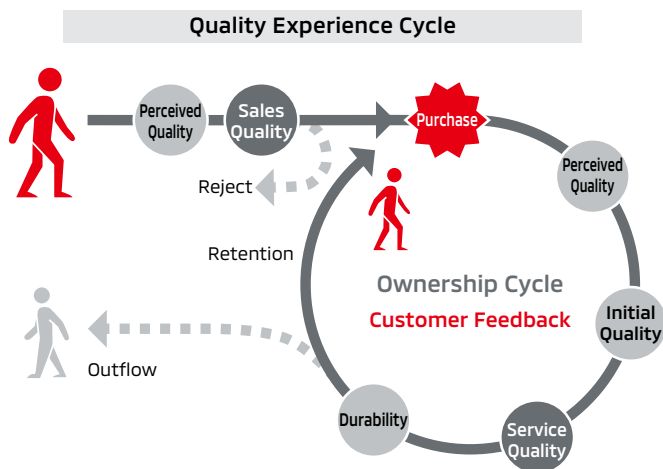 Quality Experience Cycle
Perceived
Quality
Sales
Quality
Purchase
Perceived
Quality
Reject
Retention
Ownership Cycle
Customer Feedback
Initial
Quality
Outflow
Durability
Service
Quality